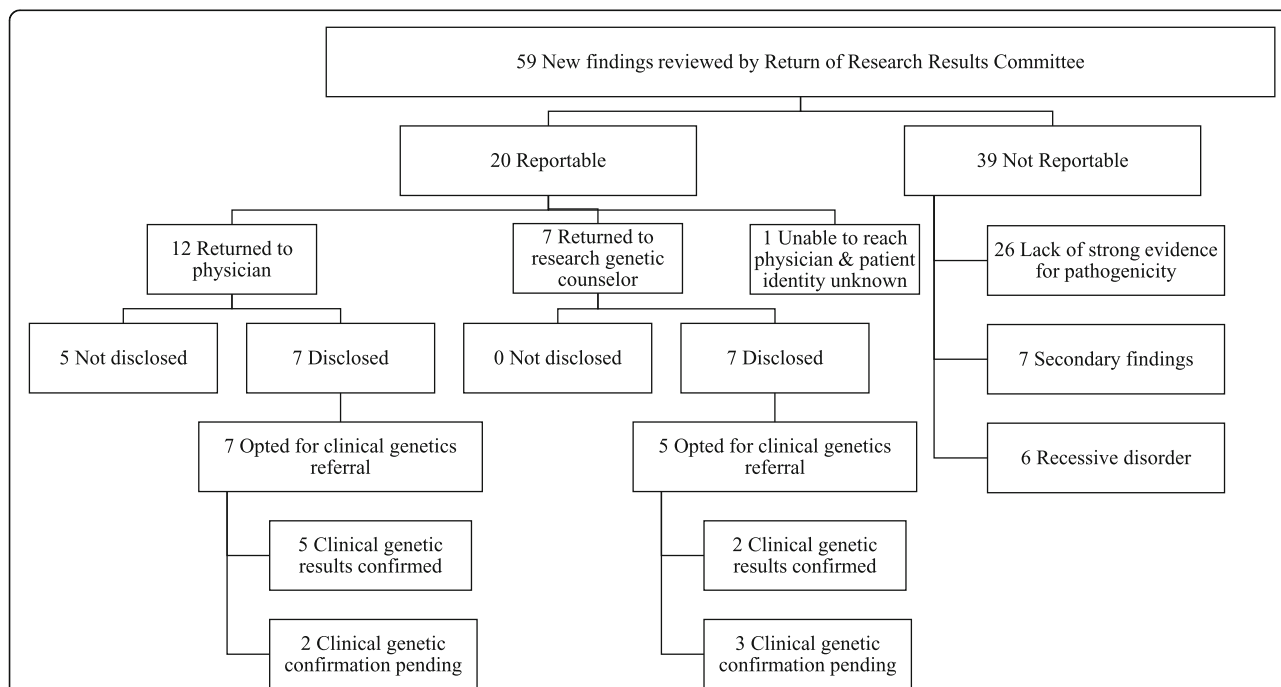 59 New findings reviewed by Return of Research Results Committee
20 Reportable
39 Not Reportable
12 Returned to
physician
7 Returned to
research genetic
counselor
1 Unable to reach
physician & patient
identity unknown
26 Lack of strong evidence
for pathogenicity
5 Not disclosed
7 Disclosed
0 Not disclosed
7 Disclosed
7 Secondary findings
7 Opted for clinical genetics
referral
5 Opted for clinical genetics
referral
6 Recessive disorder
5 Clinical genetic
results confirmed
2 Clinical genetic
results confirmed
2 Clinical genetic
confirmation pending
3 Clinical genetic
confirmation pending